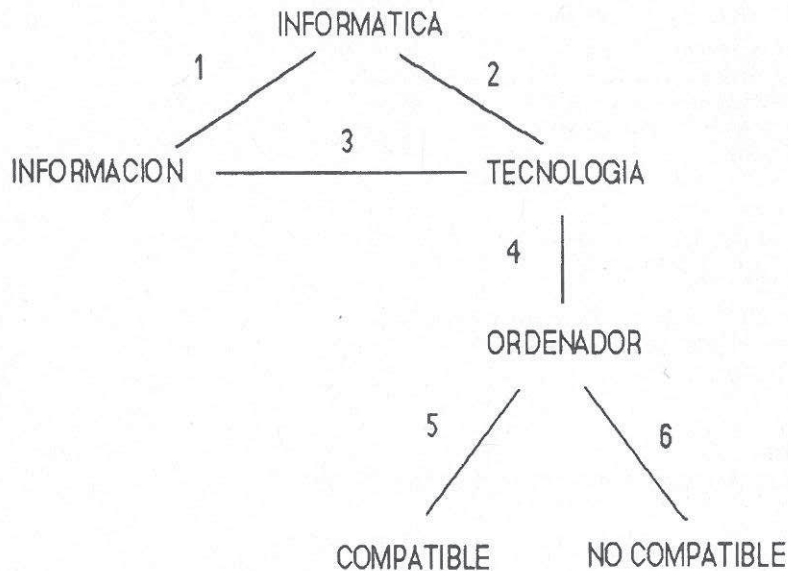 INFORMATICA
1 2
3
INFORMACION TECNOLOGIA
4
ORDENADOR
5 6
COMPATIBLE NO COMPATIBLE